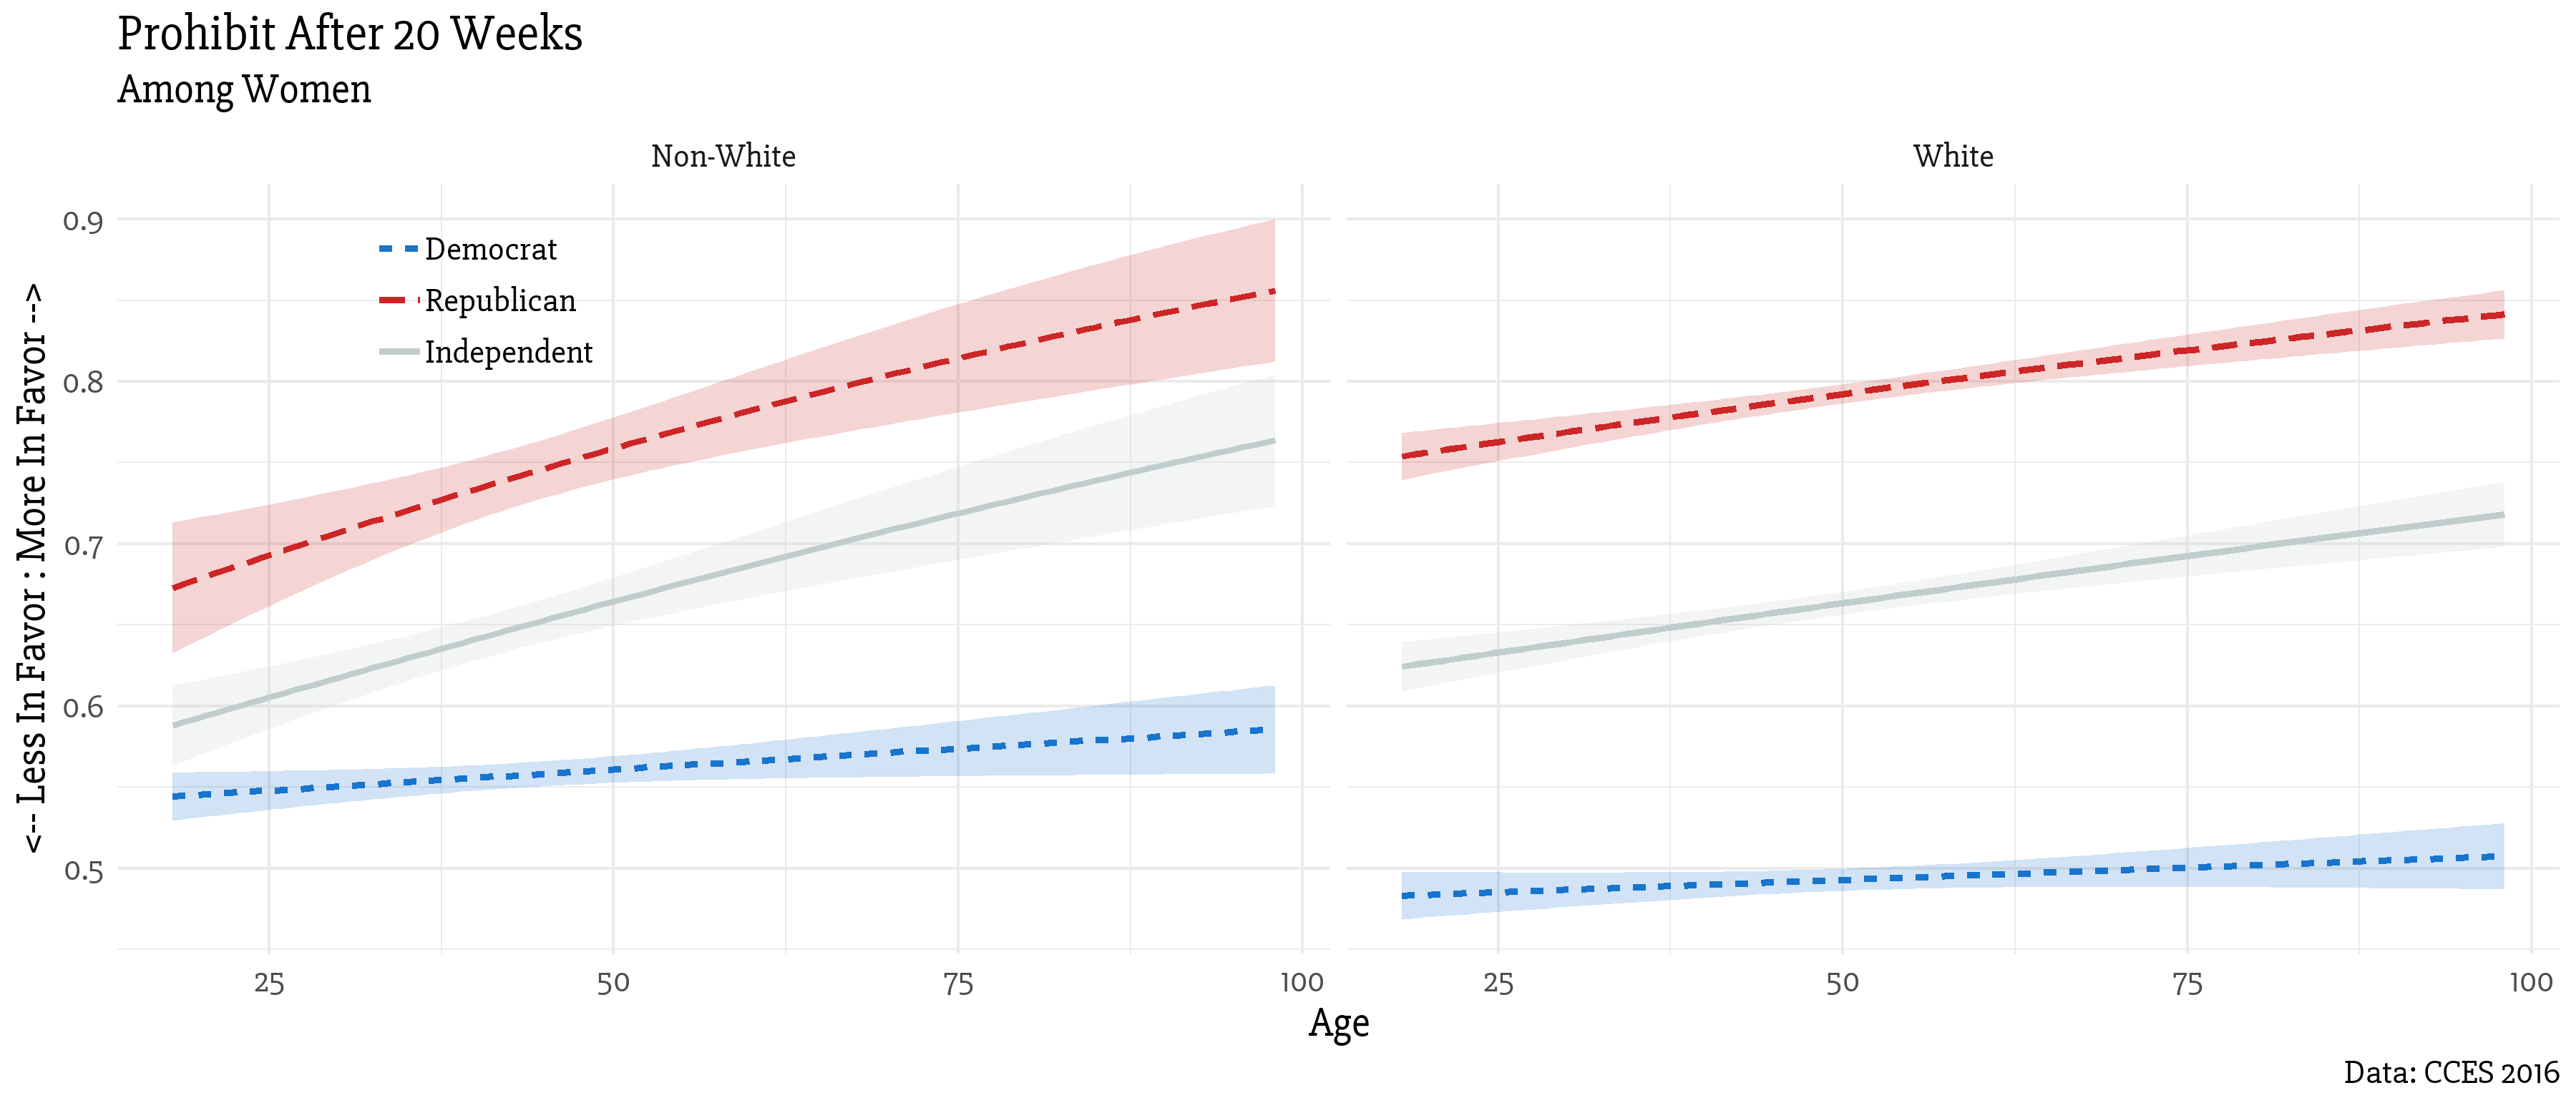 Prohibit After 20 Weeks
Among Women
Non-White
White
<-- Less In Favor : More In Favor -->
0.9
0.8
0.7
0.6
0.5
Democrat
Republican
Independent
25 50 75 100
25 50 75 100
Age
Data: CCES 2016